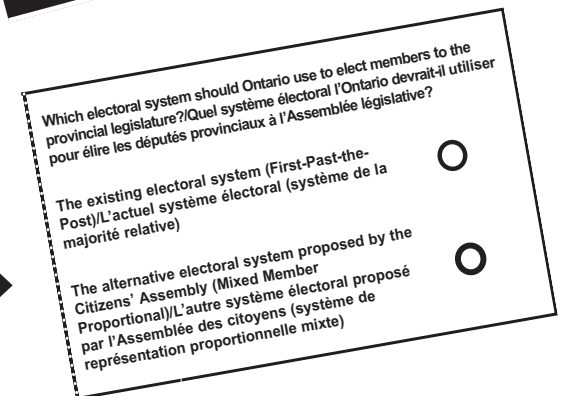 Which electoral system should Ontario use to elect members to the
provincial legislature?/Quel système électoral l'Ontario devrait-il utiliser
pour élire les députés provinciaux à l'Assemblée législative?
The existing electoral system (First-Past-the-
Post)/L'actuel système électoral (système de la
majorité relative)
The alternative electoral system proposed by the
Citizens' Assembly (Mixed Member
Proportional)/L'autre système électoral proposé
par l'Assemblée des citoyens (système de
représentation proportionnelle mixte)